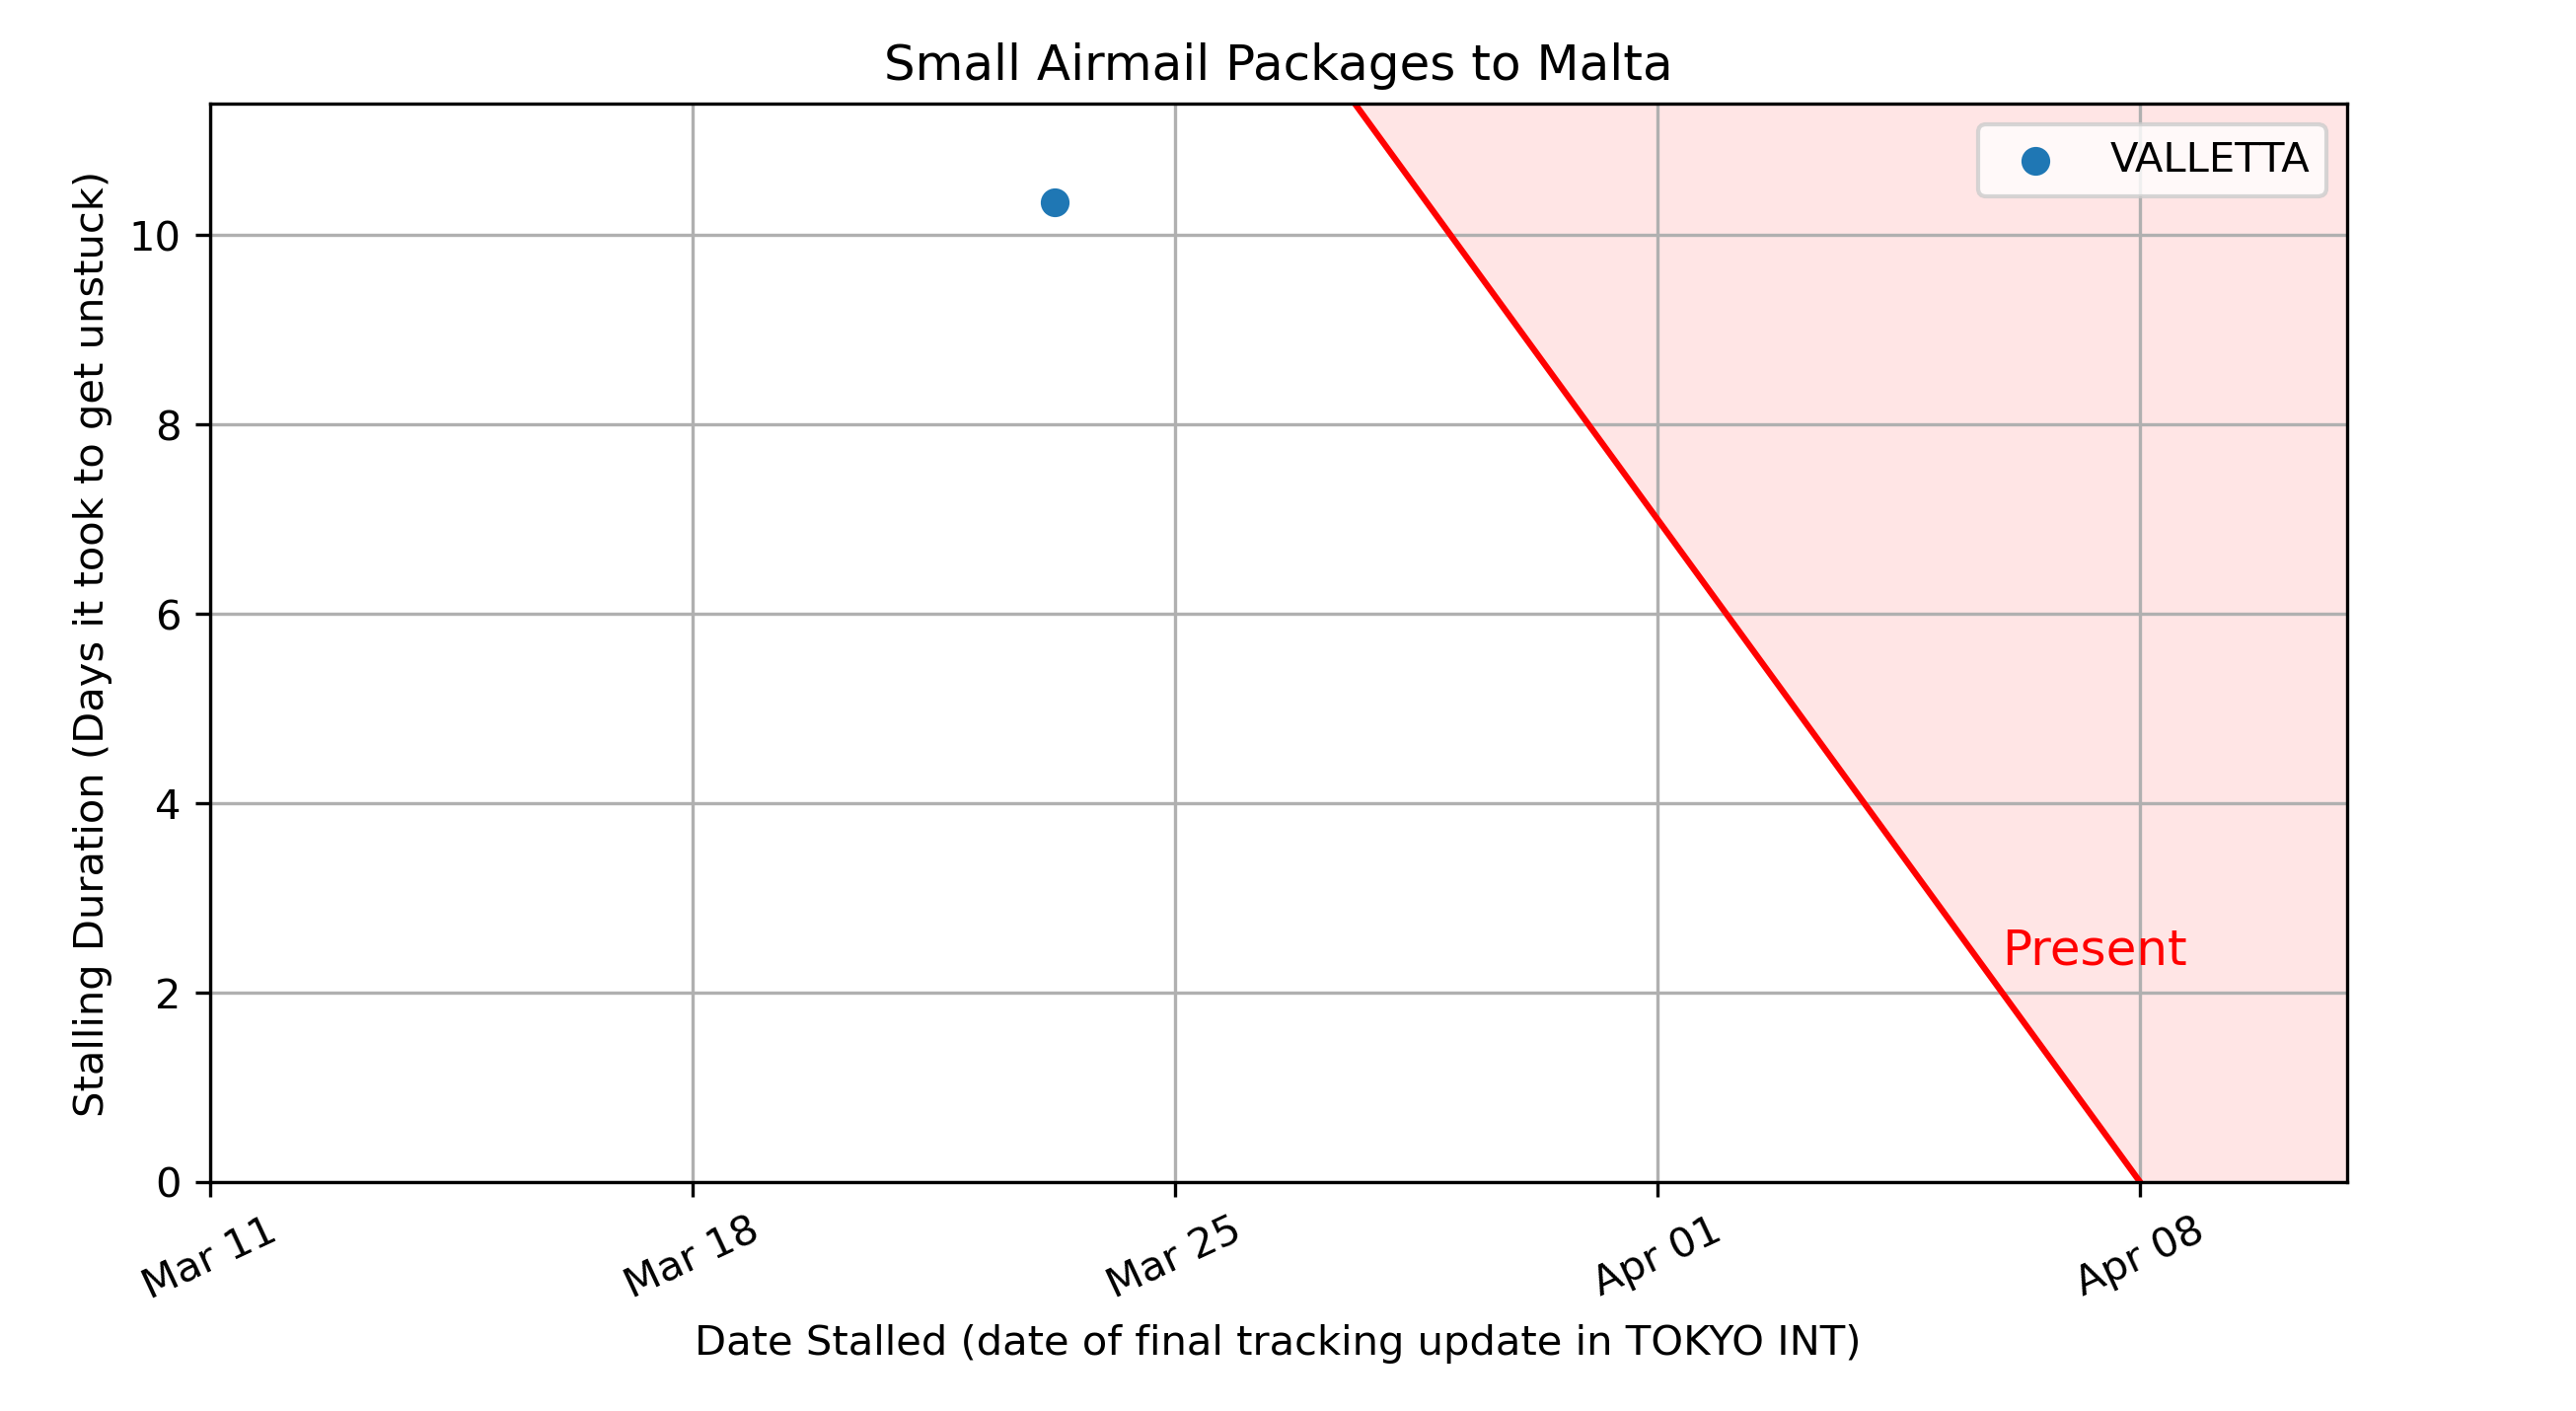 Small Airmail Packages to Malta
VALLETTA
Stalling Duration (Days it took to get unstuck)
10
8
6
4
2
0
Present
Mar 11
Mar 18
Mar 25
Apr 01
Apr 08
Date Stalled (date of final tracking update in TOKYO INT)